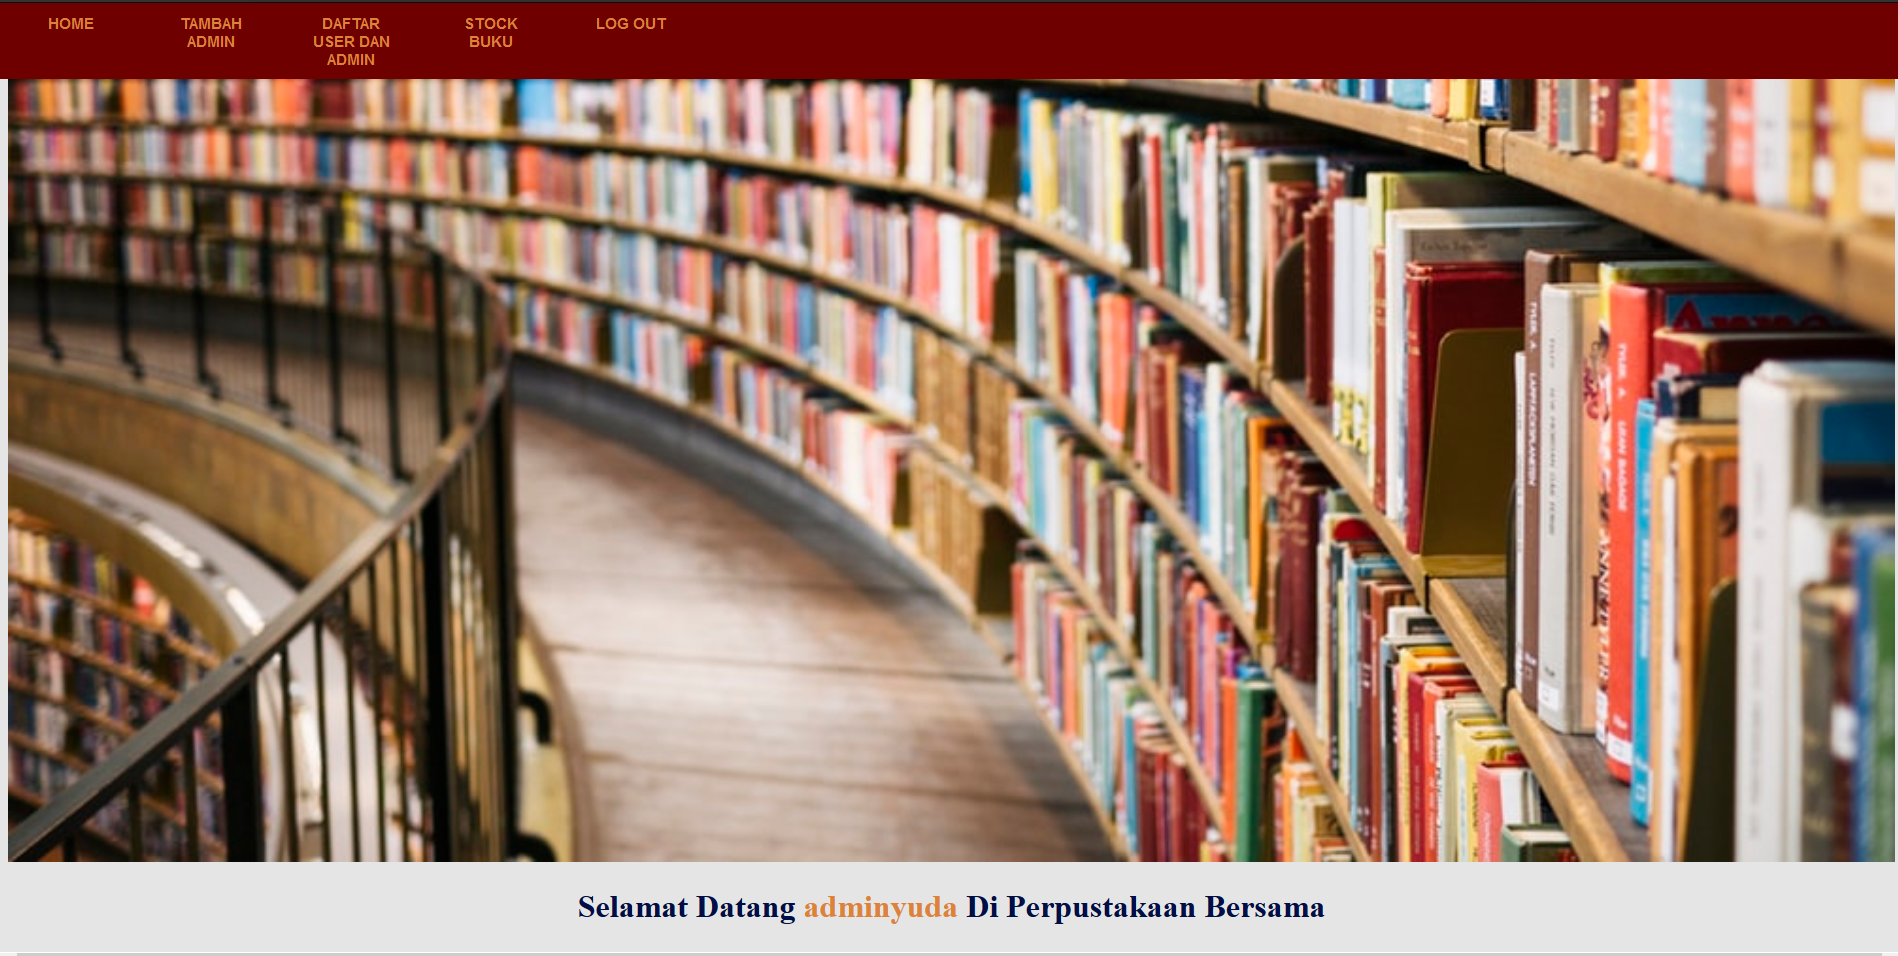 HOME
TAMBAH
ADMIN
DAFTAR
USER DAN
ADMIN
STOCK
BUKU
LOG OUT
Selamat Datang adminyuda Di Perpustakaan Bersama